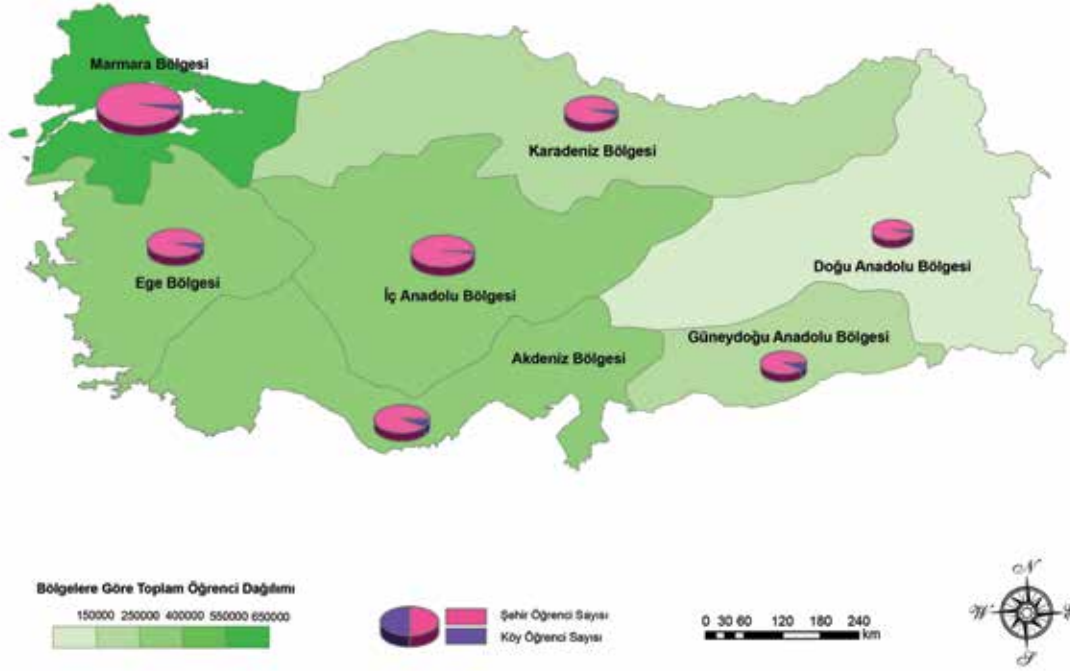 Marmara Bölgesi
Karadeniz Bölgesi
Ege Bölgesi
İç Anadolu Bölgesi
Doğu Anadolu Bölgesi
Güneydoğu Anadolu Bölgesi
Akdeniz Bölgesi
Bölgelere Göre Toplam Öğrenci Dağılımı
150000 250000 400000 550000 650000
Şehir Öğrenci Sayısı
Köy Öğrenci Sayısı
0 30 60 120 180 240
km
N
W
S